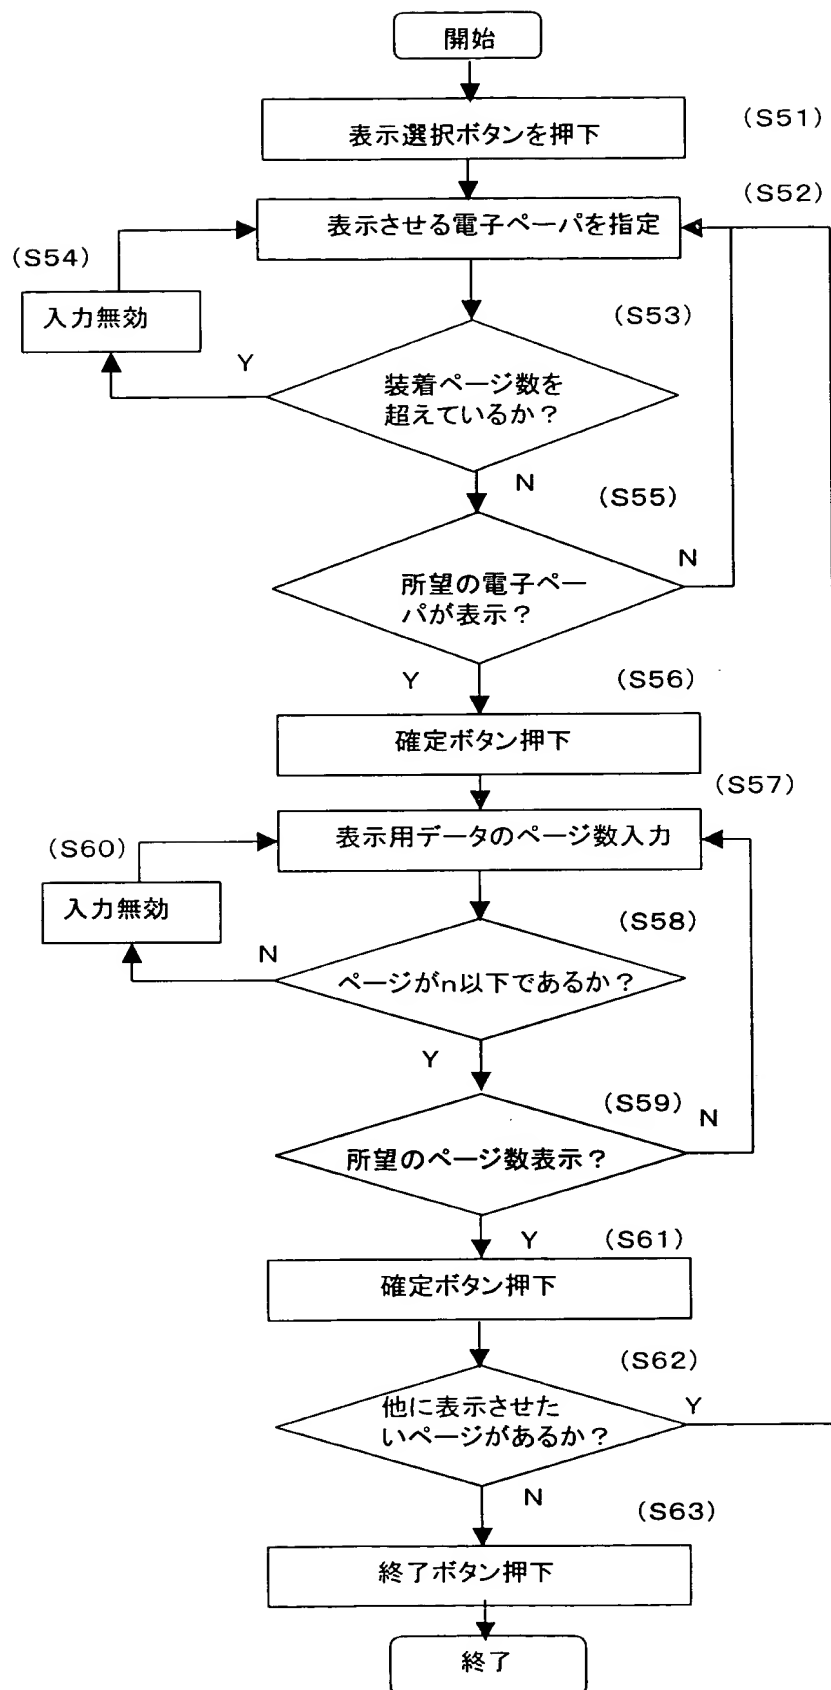 開始
(S51)
表示選択ボタンを押下
(S52)
表示させる電子ペーパを指定
(S54)
入力無効
(S53)
Y
装着ページ数を
超えているか？
N
(S55)
N
所望の電子ペー
パが表示？
Y
(S56)
確定ボタン押下
(S57)
表示用データのページ数入力
(S60)
入力無効
(S58)
N
ページがn以下であるか？
Y
(S59)
N
所望のページ数表示？
Y
(S61)
確定ボタン押下
(S62)
他に表示させた
いページがあるか？
Y
N
(S63)
終了ボタン押下
終了